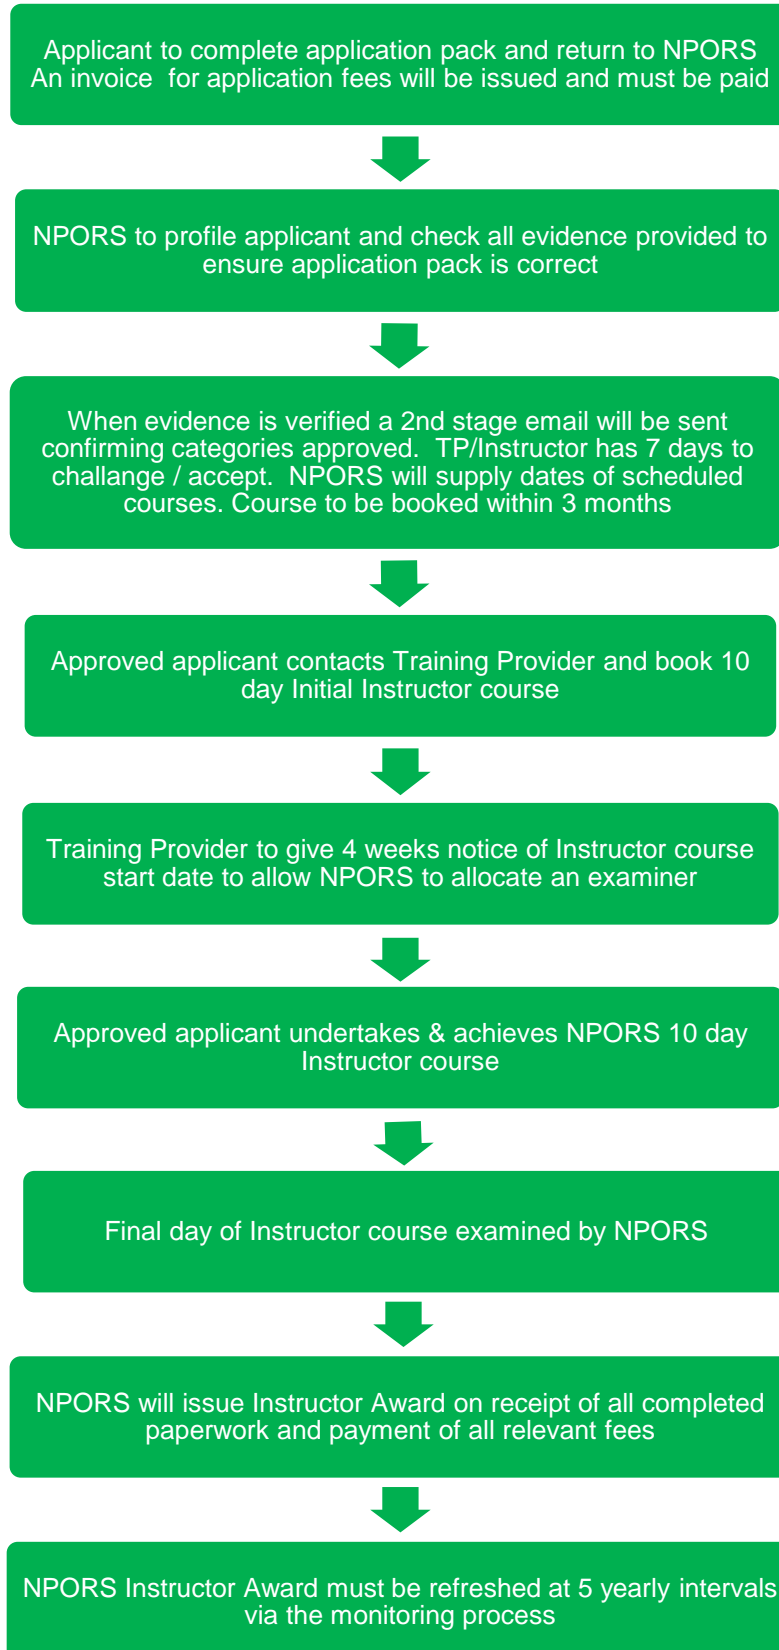 Applicant to complete application pack and return to NPORS
An invoice  for application fees will be issued and must be paid
NPORS to profile applicant and check all evidence provided to
ensure application pack is correct
When evidence is verified a 2nd stage email will be sent
confirming categories approved.  TP/Instructor has 7 days to
challange / accept.  NPORS will supply dates of scheduled
courses. Course to be booked within 3 months
Approved applicant contacts Training Provider and book 10
day Initial Instructor course
Training Provider to give 4 weeks notice of Instructor course
start date to allow NPORS to allocate an examiner
Approved applicant undertakes & achieves NPORS 10 day
Instructor course
Final day of Instructor course examined by NPORS
NPORS will issue Instructor Award on receipt of all completed
paperwork and payment of all relevant fees
NPORS Instructor Award must be refreshed at 5 yearly intervals
via the monitoring process